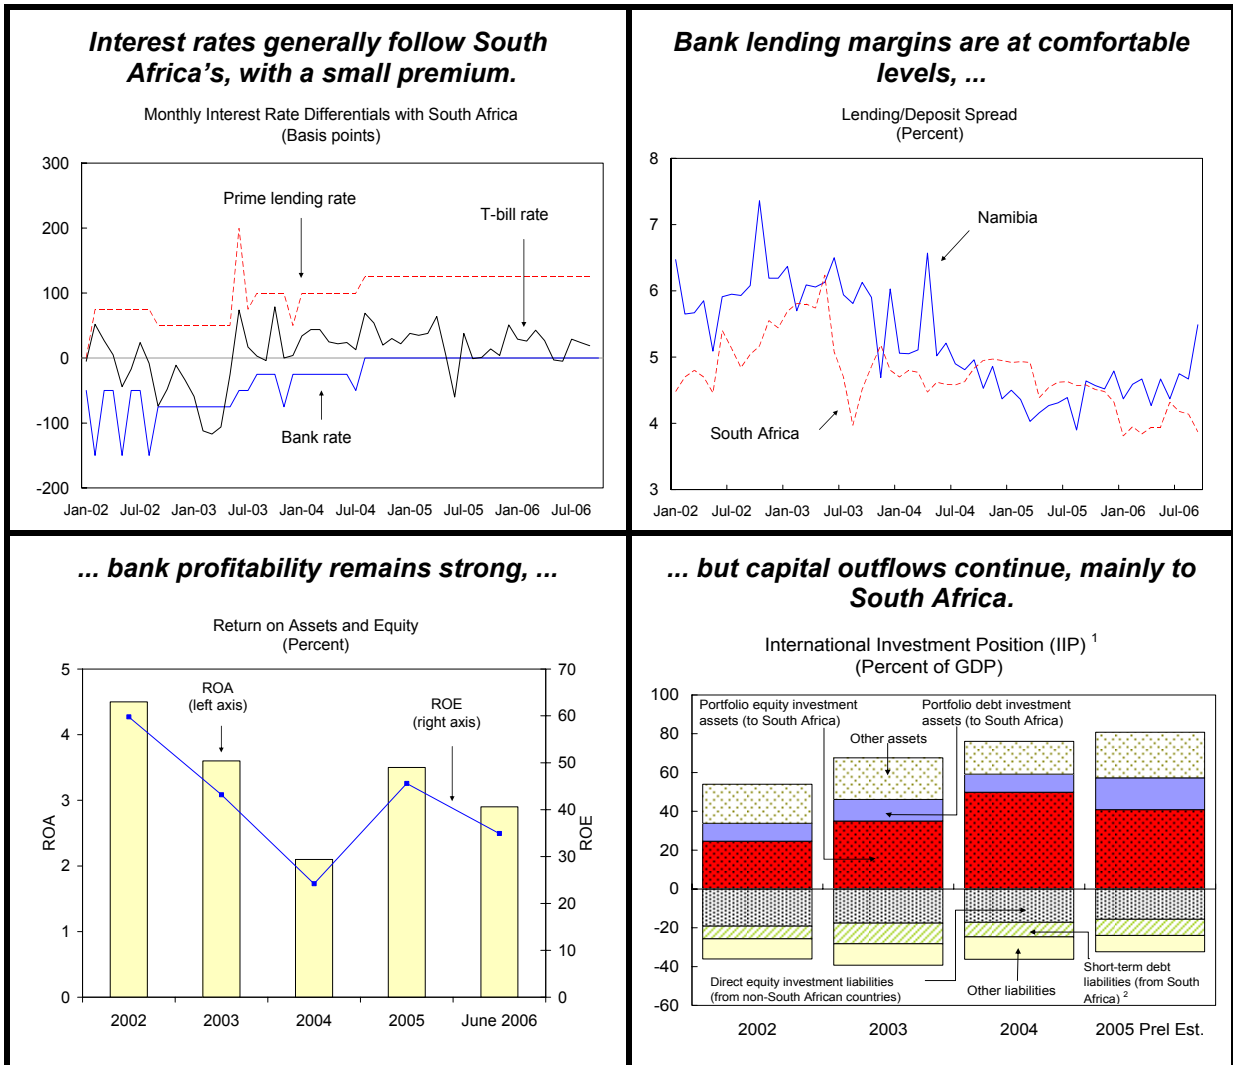 Interest rates generally follow South
Africa's, with a small premium.
Monthly Interest Rate Differentials with South Africa
(Basis points)
300
200
100
0
-100
-200
Prime lending rate
T-bill rate
Bank rate
Jan-02 Jul-02 Jan-03 Jul-03 Jan-04 Jul-04 Jan-05 Jul-05 Jan-06 Jul-06
Bank lending margins are at comfortable
levels, ...
Lending/Deposit Spread
(Percent)
8
7
6
5
4
3
Namibia
South Africa
Jan-02 Jul-02 Jan-03 Jul-03 Jan-04 Jul-04 Jan-05 Jul-05 Jan-06 Jul-06
... bank profitability remains strong, ...
Return on Assets and Equity
(Percent)
5
4
3
2
1
0
ROA
70
60
50
40
30
20
10
0
ROE
ROA
(left axis)
ROE
(right axis)
2002 2003 2004 2005 June 2006
... but capital outflows continue, mainly to
South Africa.
International Investment Position (IIP) 1
(Percent of GDP)
100
80
60
40
20
0
-20
-40
-60
Portfolio equity investment
assets (to South Africa)
Portfolio debt investment
assets (to South Africa)
Other assets
Direct equity investment liabilities
(from non-South African countries)
Other liabilities
Short-term debt
liabilities (from South
Africa) 2
2002 2003 2004 2005 Prel Est.